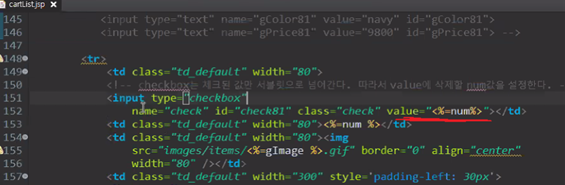 cartList.jsp
145 <input type="text" name="gColor81" value="navy" id="gColor81">
146 <input type="text" name="gPrice81" value="9800" id="gPrice81"> -->
147
148 <tr>
149 <td class="td_default" width="80">
150 <!-- checkbox는 체크된 값만 서블릿으로 넘어간다. 따라서 value에 삭제할 num값을 설정한다. -
151 <input type="checkbox"
152 name="check" id="check81" class="check" value="<%=num%>"></td>
153 <td class="td_default" width="80"><%=num %></td>
154 <td class="td_default" width="80"><img
155 src="images/items/<%=gImage %>.gif" border="0" align="center"
156 width="80" /></td>
157 <td class="td_default" width="300" style='padding-left: 30px'>